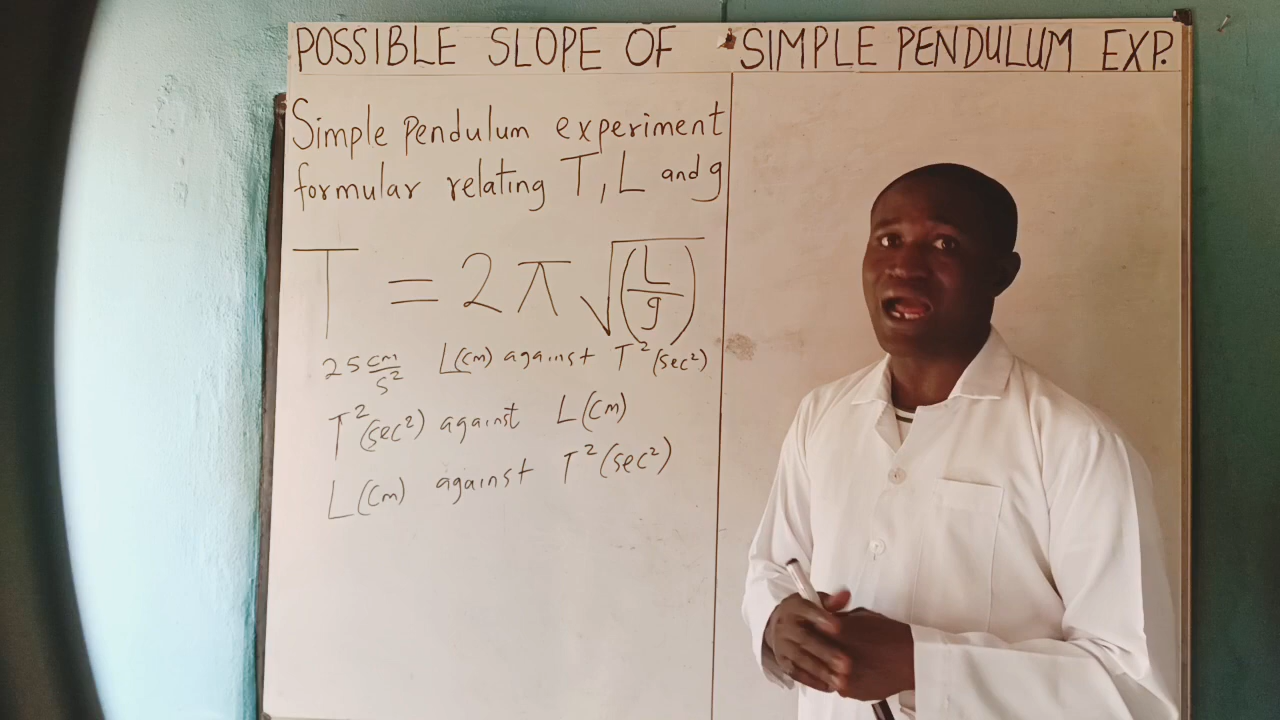 POSSIBLE SLOPE OF SIMPLE PENDULUM EXP.
Simple pendulum experiment
formular relating T, L and g
T = 2π√(L/g)
25 cm/s² L(cm) against T²(sec²)
T²(sec²) against L(cm)
L(cm) against T²(sec²)